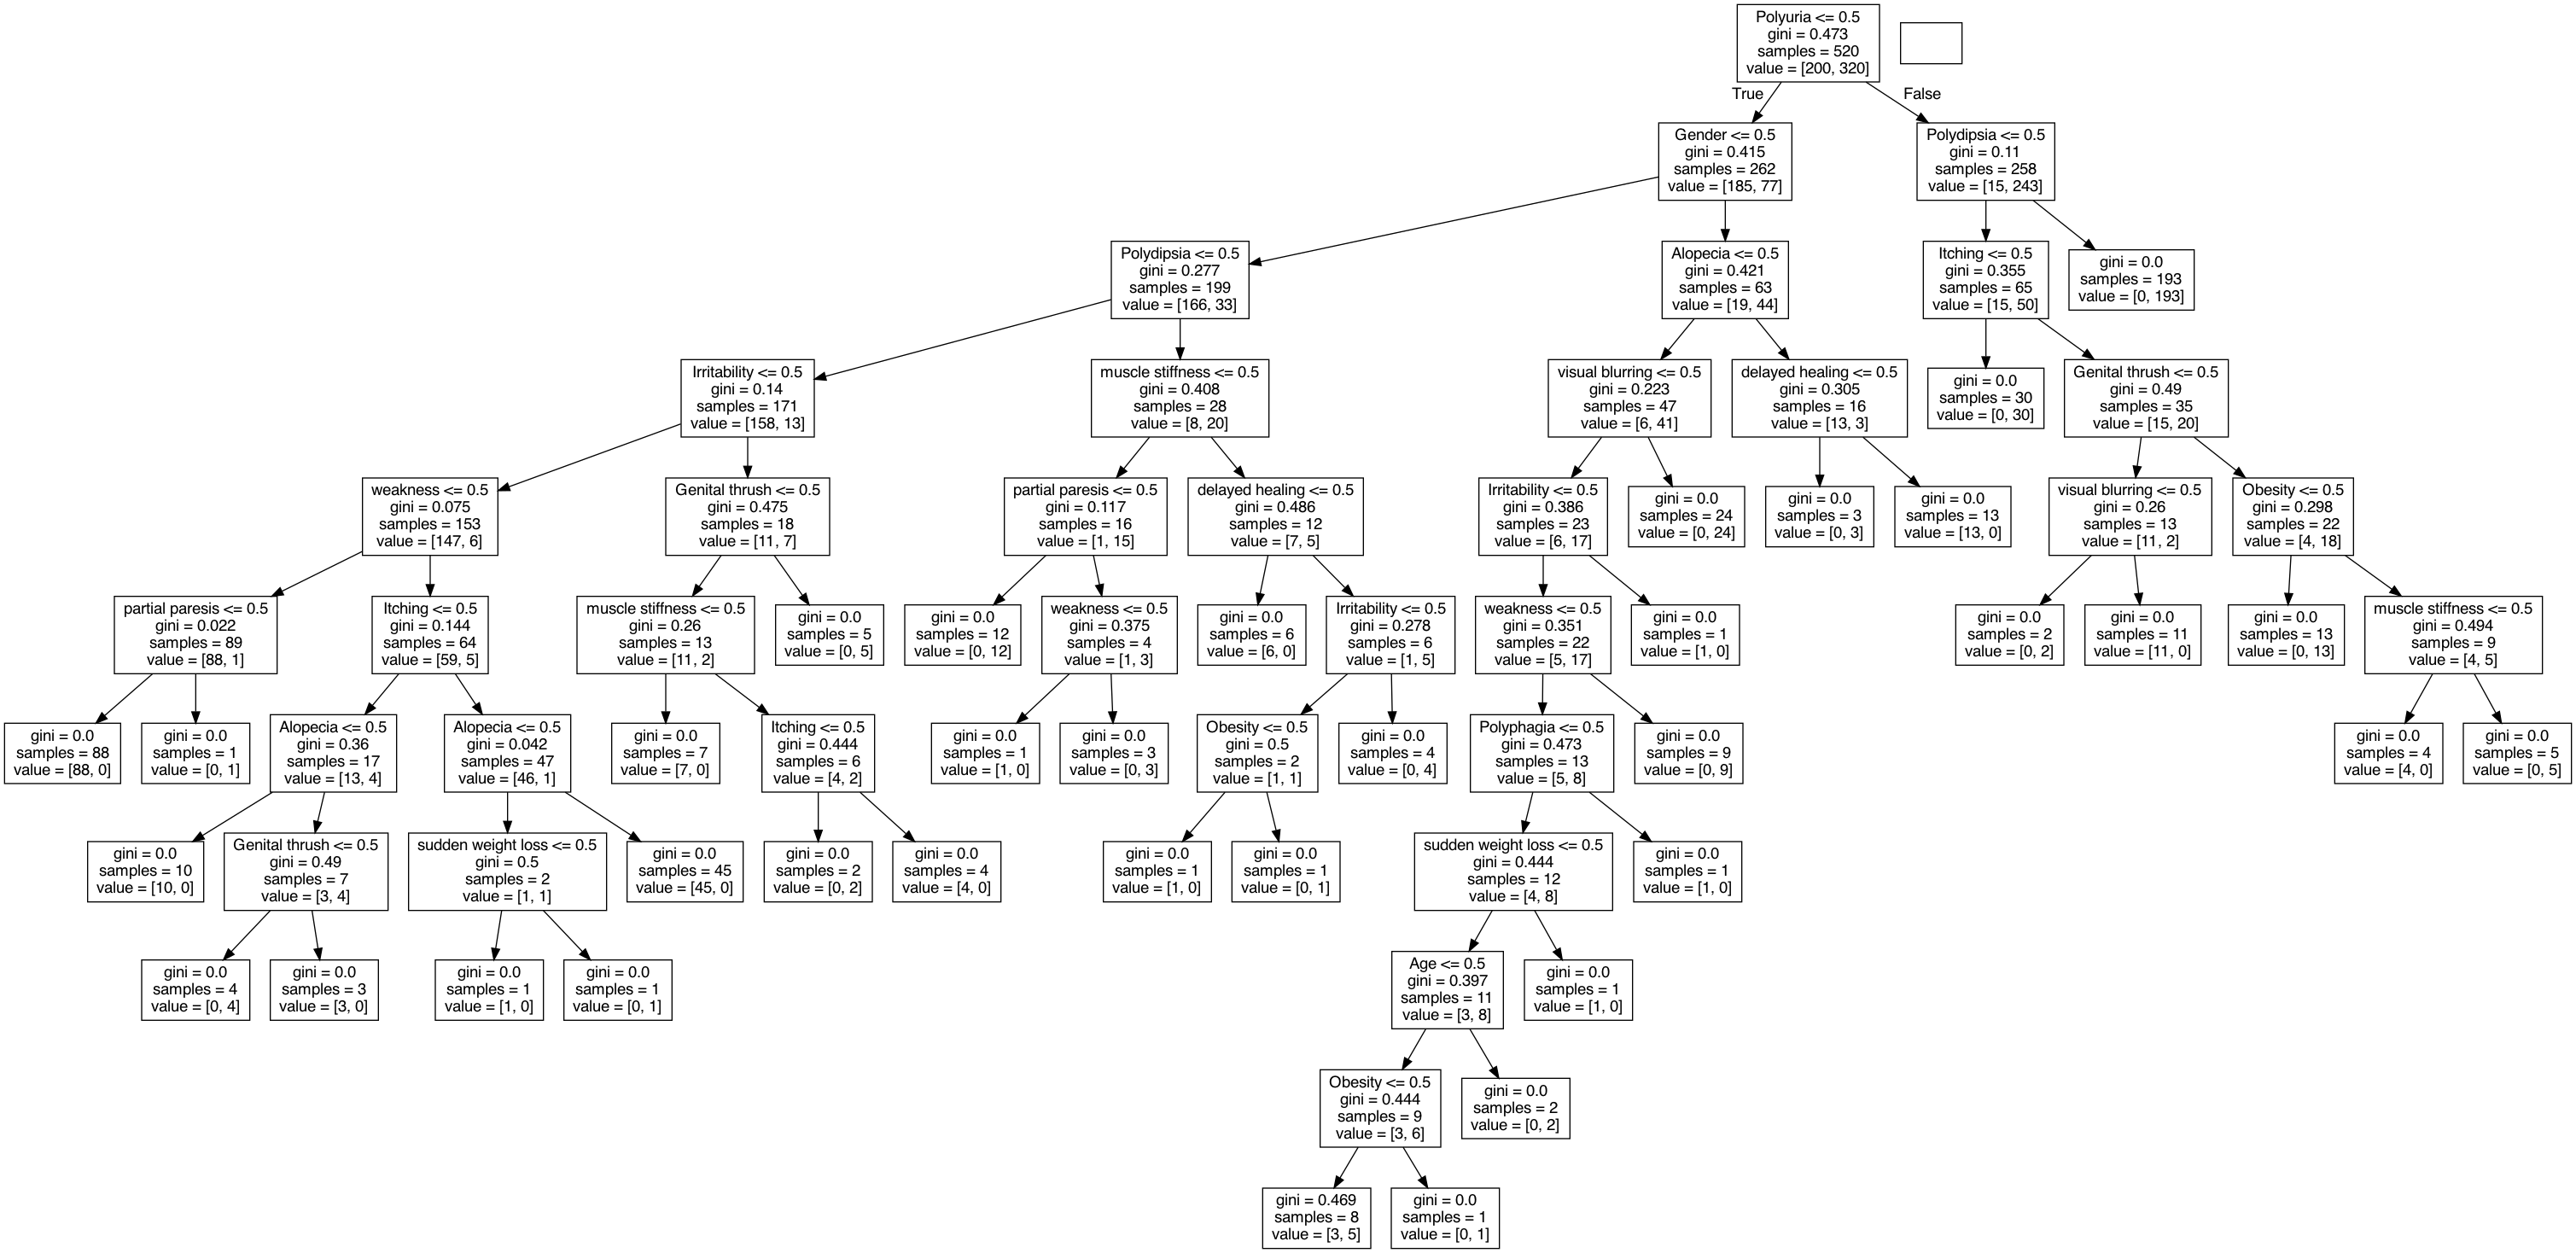 Polyuria <= 0.5
gini = 0.473
samples = 520
value = [200, 320]
True
False
Gender <= 0.5
gini = 0.415
samples = 262
value = [185, 77]
Polydipsia <= 0.5
gini = 0.11
samples = 258
value = [15, 243]
Polydipsia <= 0.5
gini = 0.277
samples = 199
value = [166, 33]
Alopecia <= 0.5
gini = 0.421
samples = 63
value = [19, 44]
Itching <= 0.5
gini = 0.355
samples = 65
value = [15, 50]
gini = 0.0
samples = 193
value = [0, 193]
Irritability <= 0.5
gini = 0.14
samples = 171
value = [158, 13]
muscle stiffness <= 0.5
gini = 0.408
samples = 28
value = [8, 20]
visual blurring <= 0.5
gini = 0.223
samples = 47
value = [6, 41]
delayed healing <= 0.5
gini = 0.305
samples = 16
value = [13, 3]
gini = 0.0
samples = 30
value = [0, 30]
Genital thrush <= 0.5
gini = 0.49
samples = 35
value = [15, 20]
weakness <= 0.5
gini = 0.075
samples = 153
value = [147, 6]
Genital thrush <= 0.5
gini = 0.475
samples = 18
value = [11, 7]
partial paresis <= 0.5
gini = 0.117
samples = 16
value = [1, 15]
delayed healing <= 0.5
gini = 0.486
samples = 12
value = [7, 5]
Irritability <= 0.5
gini = 0.386
samples = 23
value = [6, 17]
gini = 0.0
samples = 24
value = [0, 24]
gini = 0.0
samples = 3
value = [0, 3]
gini = 0.0
samples = 13
value = [13, 0]
visual blurring <= 0.5
gini = 0.26
samples = 13
value = [11, 2]
Obesity <= 0.5
gini = 0.298
samples = 22
value = [4, 18]
partial paresis <= 0.5
gini = 0.022
samples = 89
value = [88, 1]
Itching <= 0.5
gini = 0.144
samples = 64
value = [59, 5]
muscle stiffness <= 0.5
gini = 0.26
samples = 13
value = [11, 2]
gini = 0.0
samples = 5
value = [0, 5]
gini = 0.0
samples = 12
value = [0, 12]
weakness <= 0.5
gini = 0.375
samples = 4
value = [1, 3]
gini = 0.0
samples = 6
value = [6, 0]
Irritability <= 0.5
gini = 0.278
samples = 6
value = [1, 5]
weakness <= 0.5
gini = 0.351
samples = 22
value = [5, 17]
gini = 0.0
samples = 1
value = [1, 0]
gini = 0.0
samples = 2
value = [0, 2]
gini = 0.0
samples = 11
value = [11, 0]
gini = 0.0
samples = 13
value = [0, 13]
muscle stiffness <= 0.5
gini = 0.494
samples = 9
value = [4, 5]
gini = 0.0
samples = 88
value = [88, 0]
gini = 0.0
samples = 1
value = [0, 1]
Alopecia <= 0.5
gini = 0.36
samples = 17
value = [13, 4]
Alopecia <= 0.5
gini = 0.042
samples = 47
value = [46, 1]
gini = 0.0
samples = 7
value = [7, 0]
Itching <= 0.5
gini = 0.444
samples = 6
value = [4, 2]
gini = 0.0
samples = 1
value = [1, 0]
gini = 0.0
samples = 3
value = [0, 3]
Obesity <= 0.5
gini = 0.5
samples = 2
value = [1, 1]
gini = 0.0
samples = 4
value = [0, 4]
Polyphagia <= 0.5
gini = 0.473
samples = 13
value = [5, 8]
gini = 0.0
samples = 9
value = [0, 9]
gini = 0.0
samples = 4
value = [4, 0]
gini = 0.0
samples = 5
value = [0, 5]
gini = 0.0
samples = 10
value = [10, 0]
Genital thrush <= 0.5
gini = 0.49
samples = 7
value = [3, 4]
sudden weight loss <= 0.5
gini = 0.5
samples = 2
value = [1, 1]
gini = 0.0
samples = 45
value = [45, 0]
gini = 0.0
samples = 2
value = [0, 2]
gini = 0.0
samples = 4
value = [4, 0]
gini = 0.0
samples = 1
value = [1, 0]
gini = 0.0
samples = 1
value = [0, 1]
sudden weight loss <= 0.5
gini = 0.444
samples = 12
value = [4, 8]
gini = 0.0
samples = 1
value = [1, 0]
gini = 0.0
samples = 4
value = [0, 4]
gini = 0.0
samples = 3
value = [3, 0]
gini = 0.0
samples = 1
value = [1, 0]
gini = 0.0
samples = 1
value = [0, 1]
Age <= 0.5
gini = 0.397
samples = 11
value = [3, 8]
gini = 0.0
samples = 1
value = [1, 0]
Obesity <= 0.5
gini = 0.444
samples = 9
value = [3, 6]
gini = 0.0
samples = 2
value = [0, 2]
gini = 0.469
samples = 8
value = [3, 5]
gini = 0.0
samples = 1
value = [0, 1]